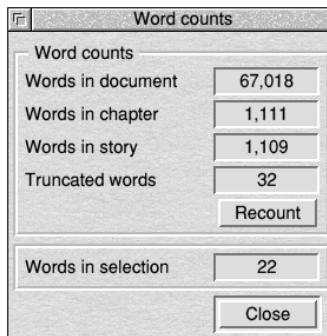 Word counts
Word counts
Words in document 67,018
Words in chapter 1,111
Words in story 1,109
Truncated words 32
Recount
Words in selection 22
Close